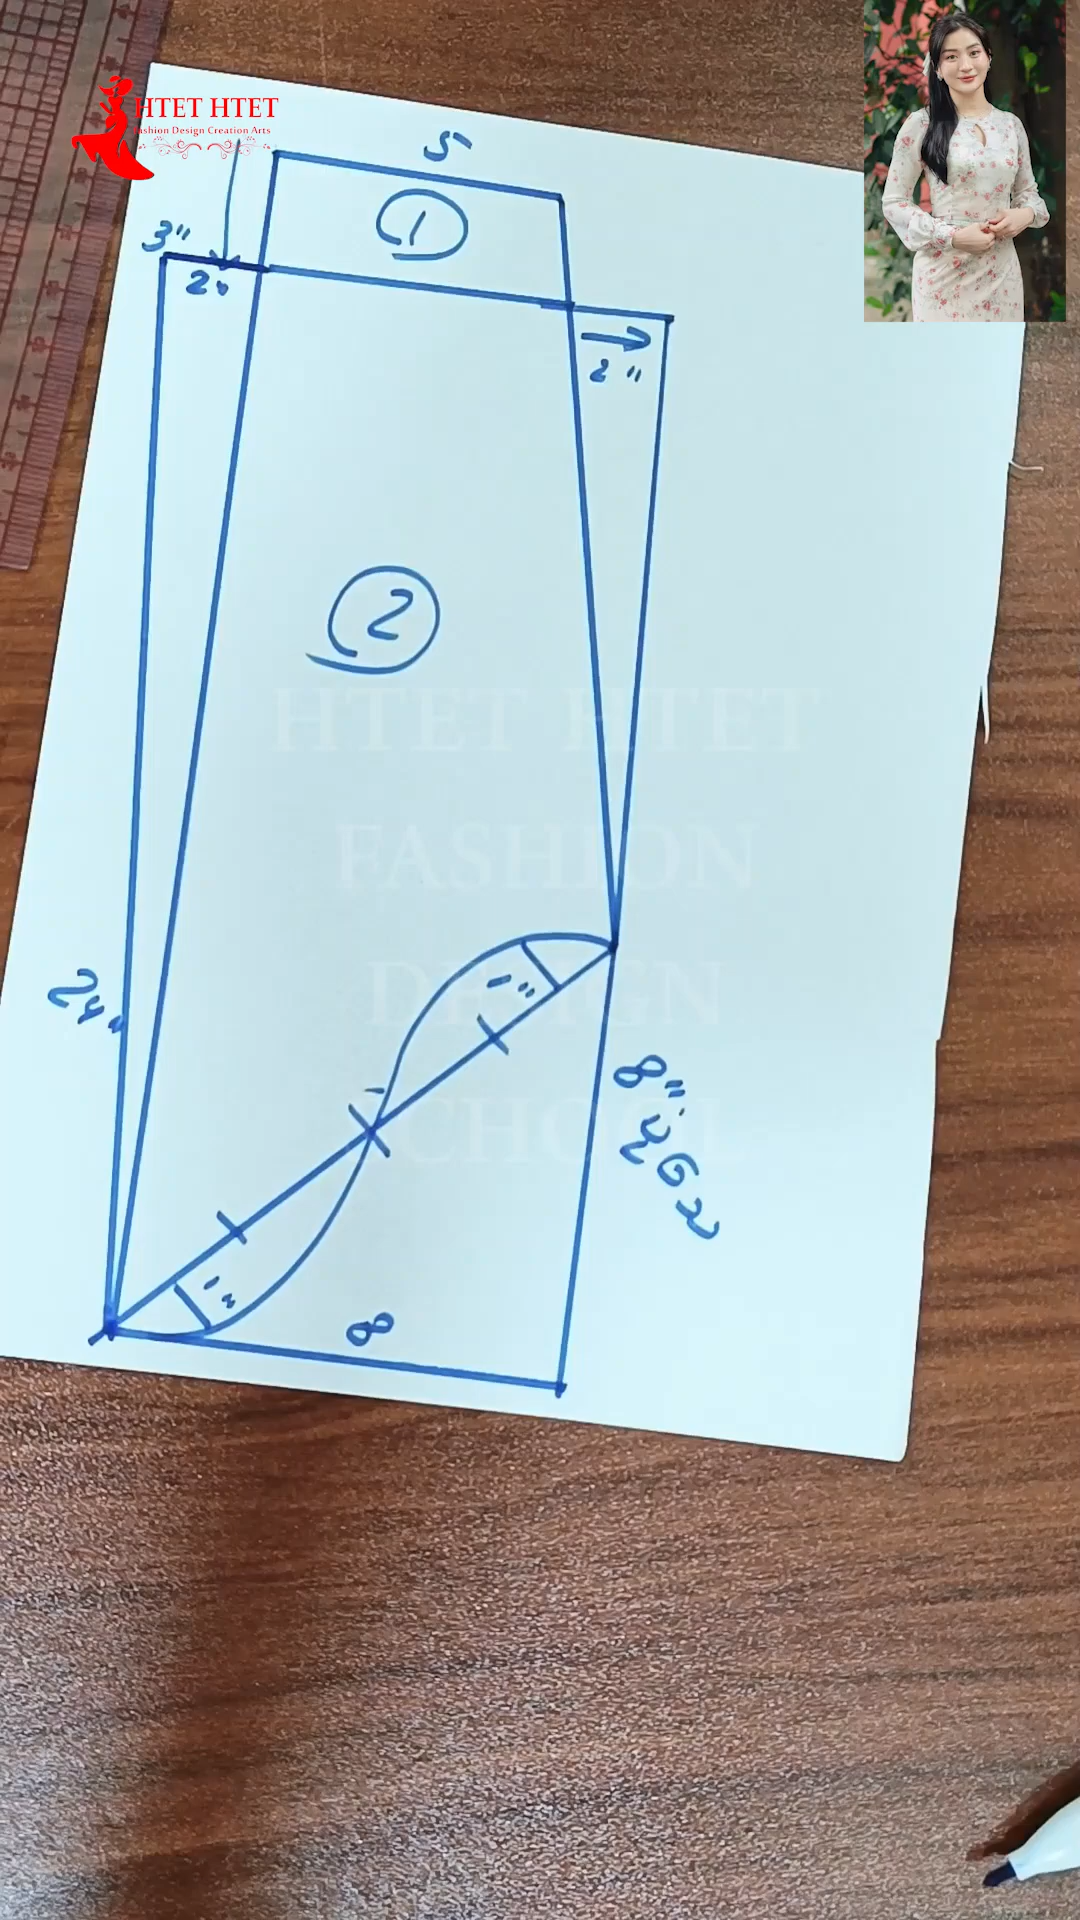 HTET HTET
Fashion Design Creation Arts
5
1
3"
2"
2"
2
HTET HTET
FASHION
DESIGN
SCHOOL
24"
1"
8"
1"
8